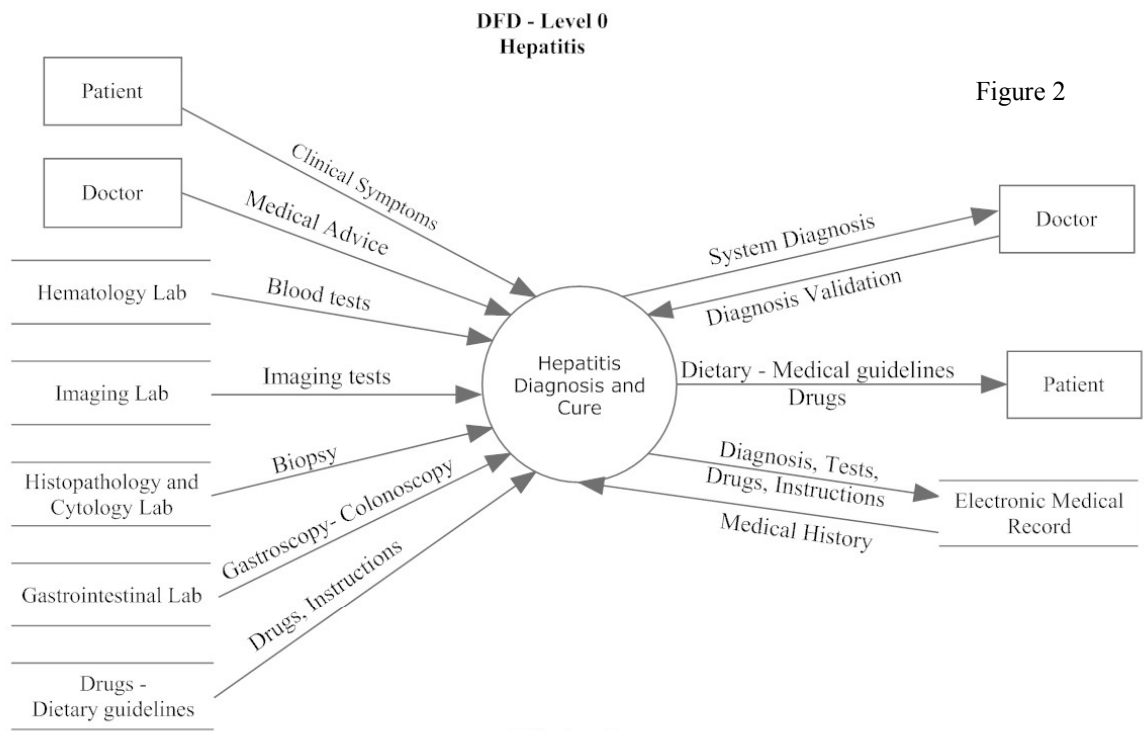 DFD - Level 0
Hepatitis
Figure 2
Patient
Doctor
Hematology Lab
Imaging Lab
Histopathology and
Cytology Lab
Gastrointestinal Lab
Drugs -
Dietary guidelines
Clinical Symptoms
Medical Advice
Blood tests
Imaging tests
Biopsy
Gastroscopy- Colonoscopy
Drugs, Instructions
Hepatitis
Diagnosis and
Cure
System Diagnosis
Diagnosis Validation
Dietary - Medical guidelines
Drugs
Diagnosis, Tests,
Drugs, Instructions
Medical History
Doctor
Patient
Electronic Medical
Record